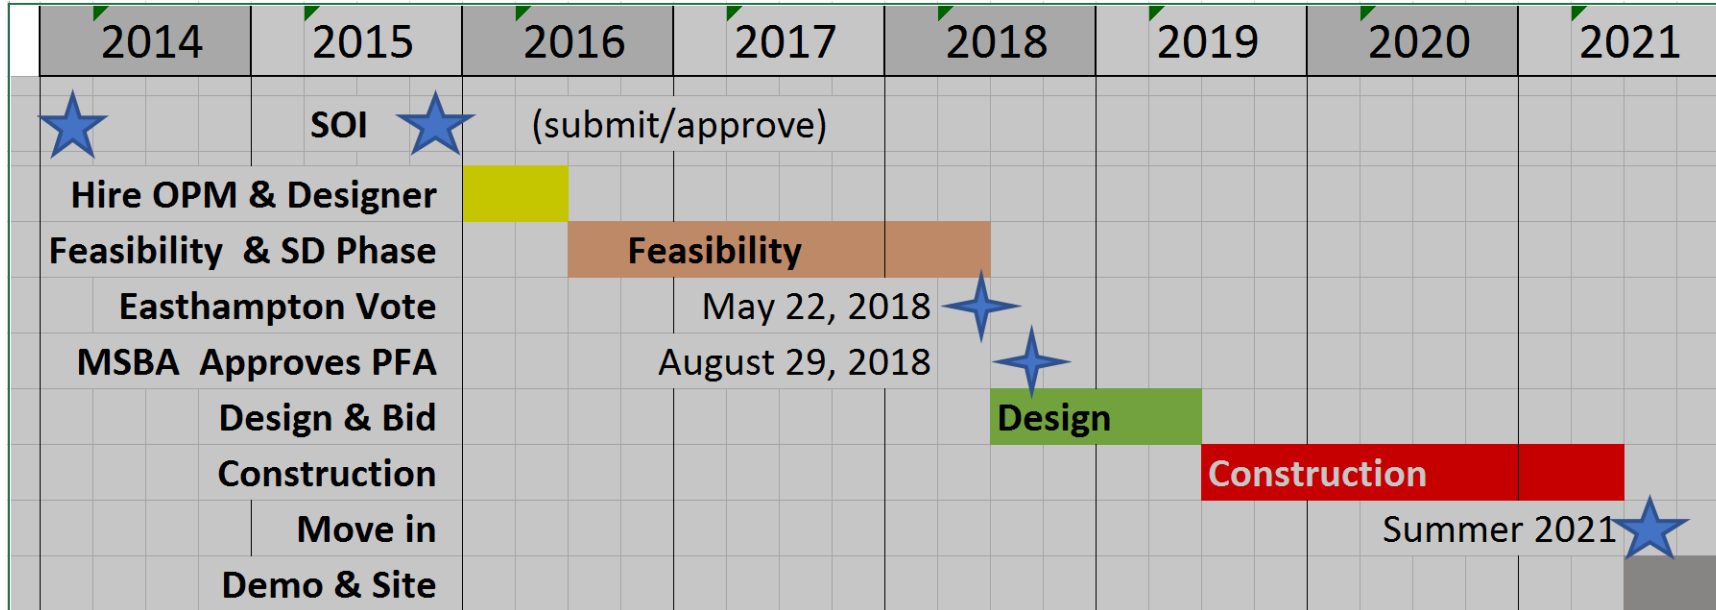 2014 2015 2016 2017 2018 2019 2020 2021
SOI (submit/approve)
Hire OPM & Designer
Feasibility & SD Phase Feasibility
Easthampton Vote May 22, 2018
MSBA Approves PFA August 29, 2018
Design & Bid Design
Construction Construction
Move in Summer 2021
Demo & Site